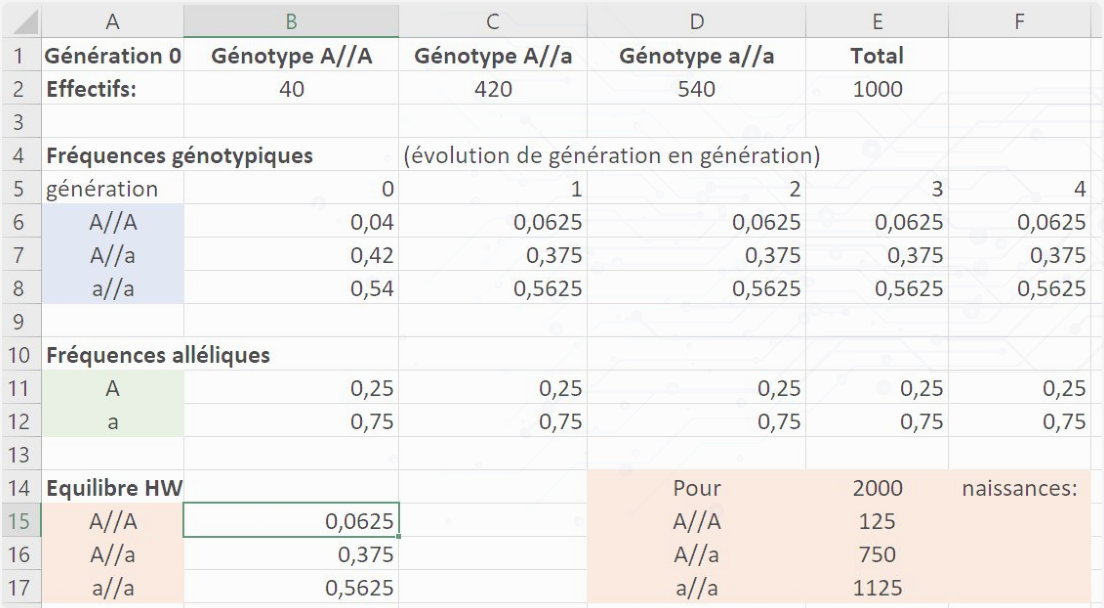 A B C D E F
1 Génération 0 Génotype A//A Génotype A//a Génotype a//a Total
2 Effectifs: 40 420 540 1000
3
4 Fréquences génotypiques (évolution de génération en génération)
5 génération 0 1 2 3 4
6 A//A 0,04 0,0625 0,0625 0,0625 0,0625
7 A//a 0,42 0,375 0,375 0,375 0,375
8 a//a 0,54 0,5625 0,5625 0,5625 0,5625
9
10 Fréquences alléliques
11 A 0,25 0,25 0,25 0,25 0,25
12 a 0,75 0,75 0,75 0,75 0,75
13
14 Equilibre HW Pour 2000 naissances:
15 A//A 0,0625 A//A 125
16 A//a 0,375 A//a 750
17 a//a 0,5625 a//a 1125